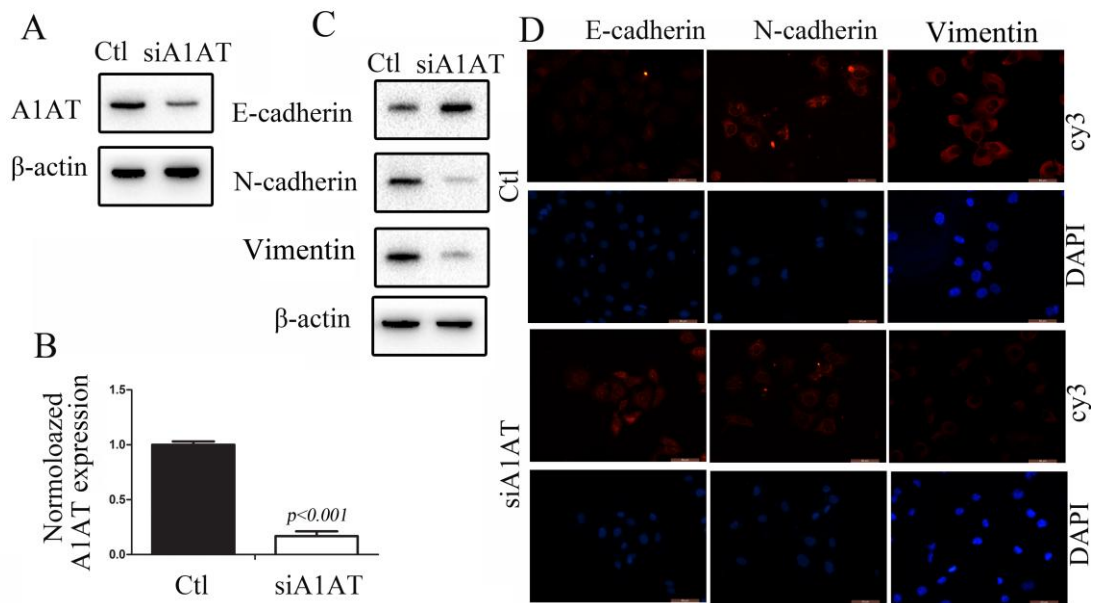 A
Ctl siA1AT
A1AT
β-actin
B
Normoloazed
A1AT expression
1.5
1.0
0.5
0.0
p<0.001
Ctl siA1AT
C
Ctl siA1AT
E-cadherin
N-cadherin
Vimentin
β-actin
D
E-cadherin N-cadherin Vimentin
Ctl
cy3
DAPI
siA1AT
cy3
DAPI